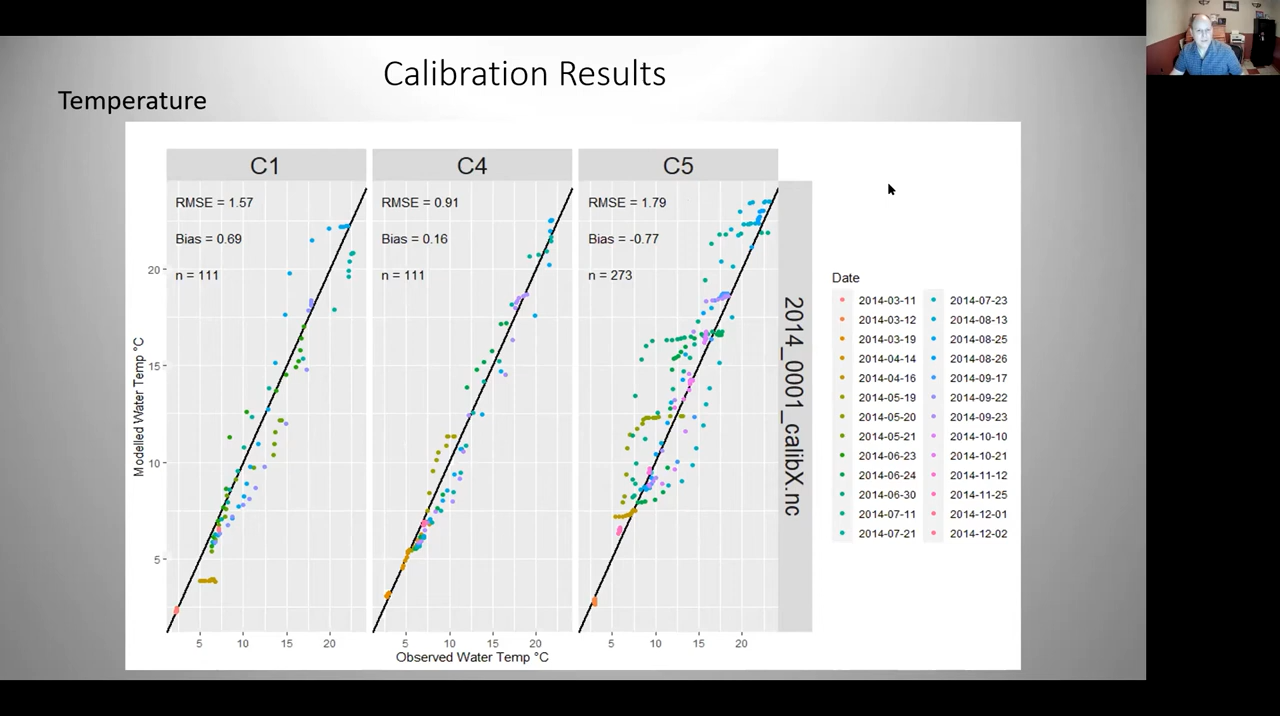 Calibration Results
Temperature
C1
C4
C5
RMSE = 1.57
RMSE = 0.91
RMSE = 1.79
Bias = 0.69
Bias = 0.16
Bias = -0.77
n = 111
n = 111
n = 273
20
15
10
5
Modelled Water Temp °C
5 10 15 20
5 10 15 20
5 10 15 20
Observed Water Temp °C
2014_0001_calibX.nc
Date
2014-03-11 2014-07-23
2014-03-12 2014-08-13
2014-03-19 2014-08-25
2014-04-14 2014-08-26
2014-04-16 2014-09-17
2014-05-19 2014-09-22
2014-05-20 2014-09-23
2014-05-21 2014-10-10
2014-06-23 2014-10-21
2014-06-24 2014-11-12
2014-06-30 2014-11-25
2014-07-11 2014-12-01
2014-07-21 2014-12-02